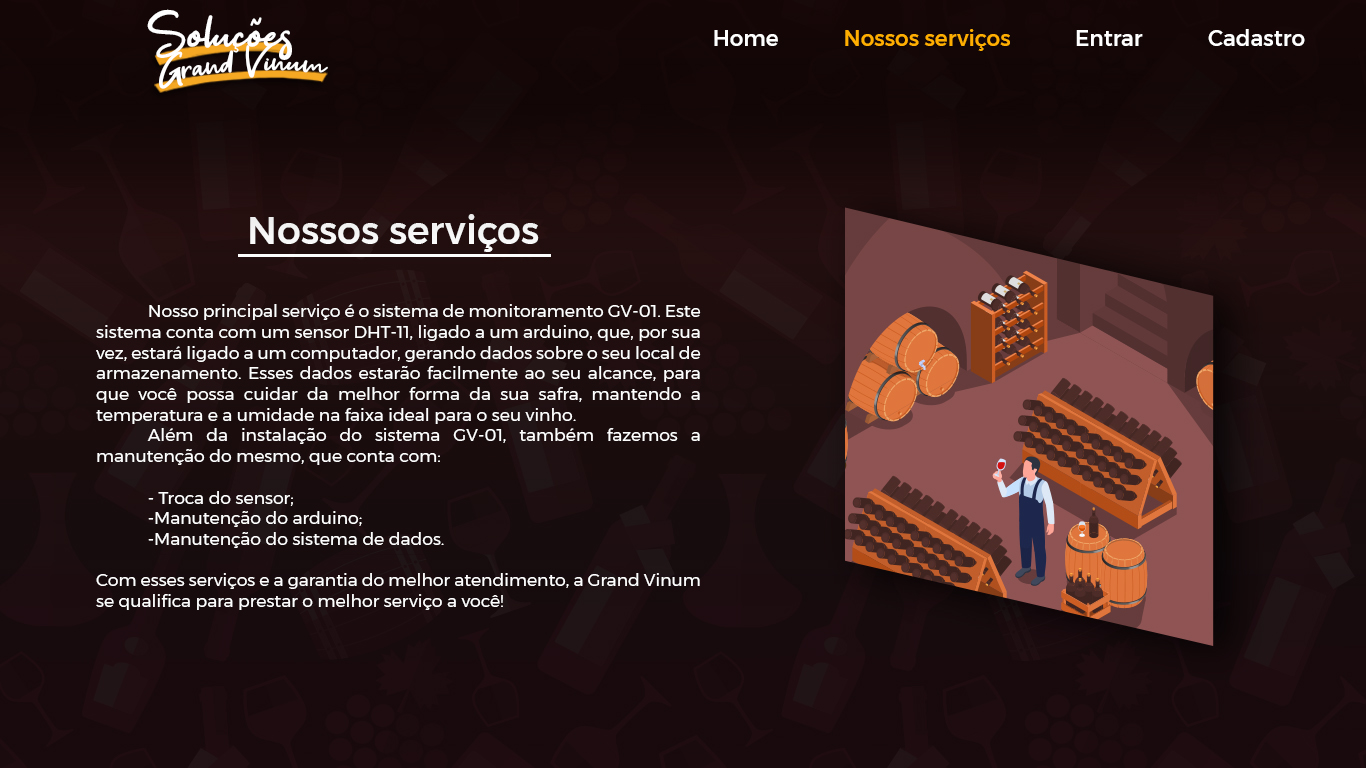 Soluções
Grand Vinum
Home Nossos serviços Entrar Cadastro
Nossos serviços
Nosso principal serviço é o sistema de monitoramento GV-01. Este
sistema conta com um sensor DHT-11, ligado a um arduino, que, por sua
vez, estará ligado a um computador, gerando dados sobre o seu local de
armazenamento. Esses dados estarão facilmente ao seu alcance, para
que você possa cuidar da melhor forma da sua safra, mantendo a
temperatura e a umidade na faixa ideal para o seu vinho.
Além da instalação do sistema GV-01, também fazemos a
manutenção do mesmo, que conta com:
- Troca do sensor;
-Manutenção do arduino;
-Manutenção do sistema de dados.
Com esses serviços e a garantia do melhor atendimento, a Grand Vinum
se qualifica para prestar o melhor serviço a você!